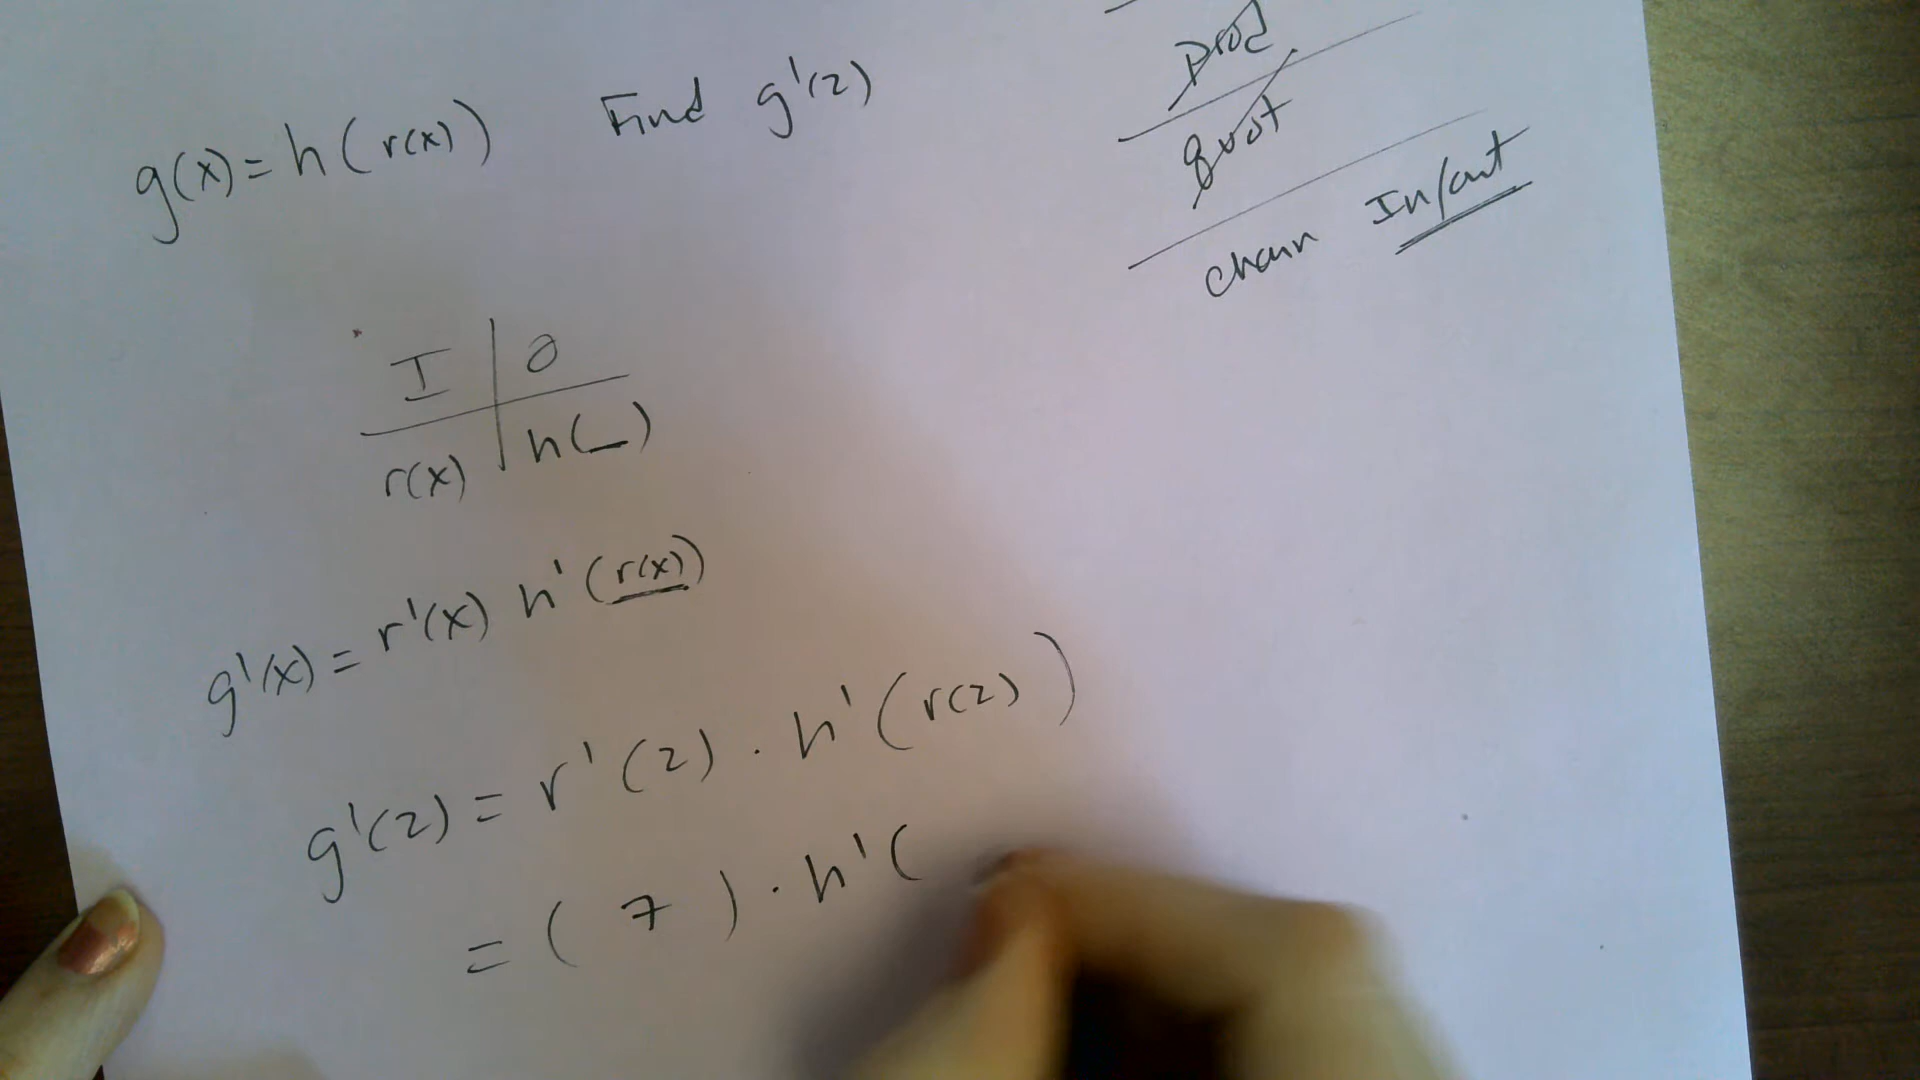 g(x) = h(r(x)) Find g'(2)
prod
quot
chain In/out
I | O
r(x) | h(_)
g'(x) = r'(x) h'(r(x))
g'(2) = r'(2) · h'(r(2))
= ( 7 ) · h'(